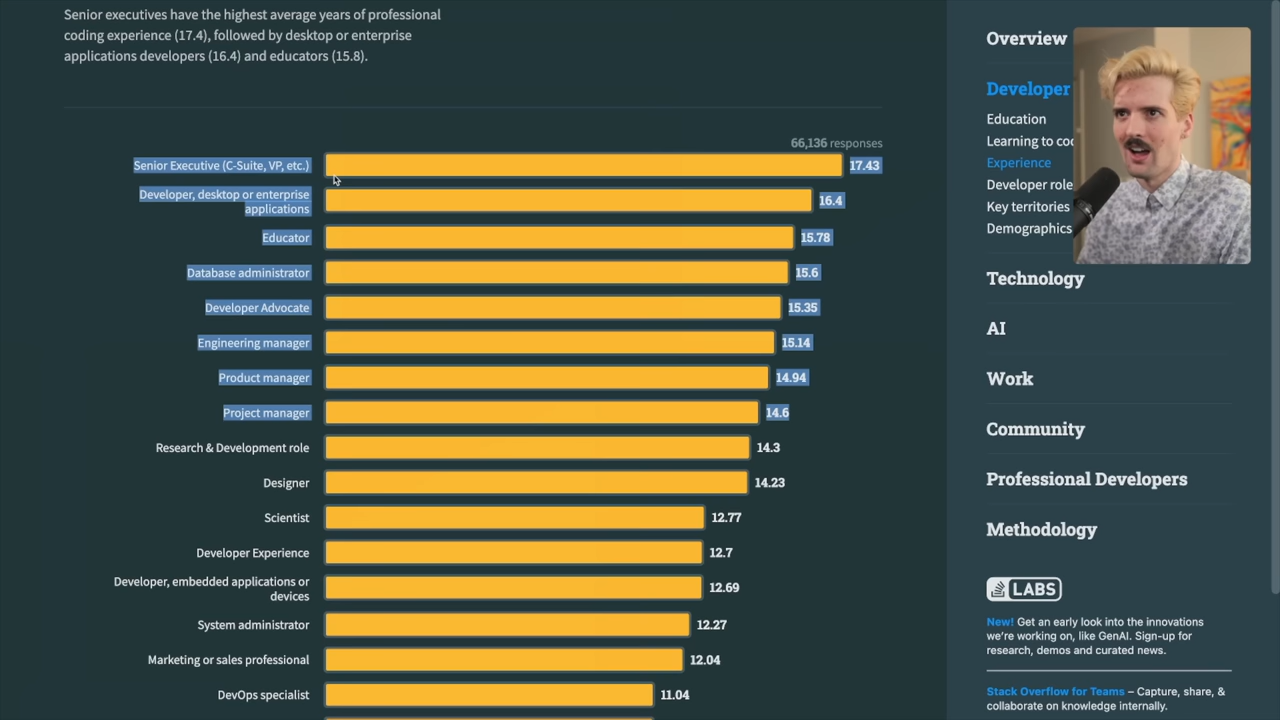 Senior executives have the highest average years of professional
coding experience (17.4), followed by desktop or enterprise
applications developers (16.4) and educators (15.8).
66,136 responses
Senior Executive (C-Suite, VP, etc.) 17.43
Developer, desktop or enterprise
applications 16.4
Educator 15.78
Database administrator 15.6
Developer Advocate 15.35
Engineering manager 15.14
Product manager 14.94
Project manager 14.6
Research & Development role 14.3
Designer 14.23
Scientist 12.77
Developer Experience 12.7
Developer, embedded applications or
devices 12.69
System administrator 12.27
Marketing or sales professional 12.04
DevOps specialist 11.04
Overview
Developer
Education
Learning to
Experience
Developer role
Key territories
Demographics
Technology
AI
Work
Community
Professional Developers
Methodology
LABS
New! Get an early look into the innovations
we're working on, like GenAI. Sign-up for
research, demos and curated news.
Stack Overflow for Teams – Capture, share, &
collaborate on knowledge internally.